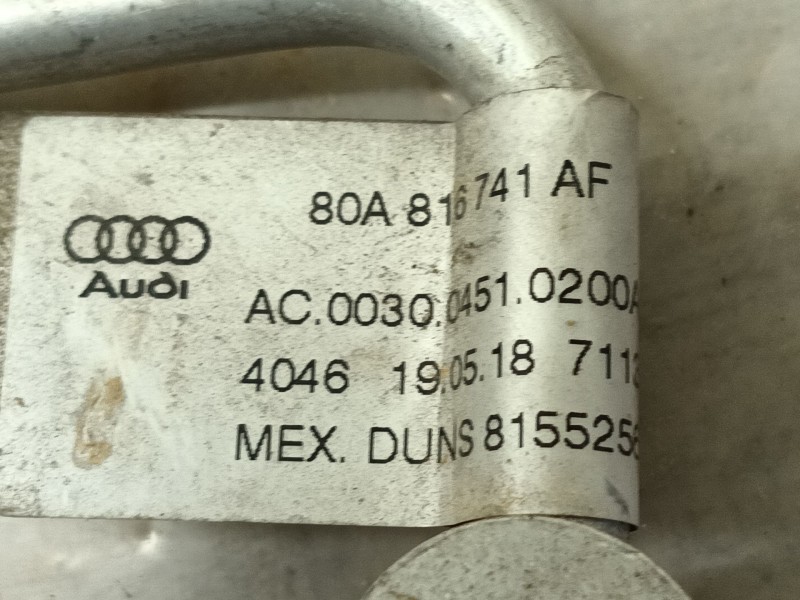 80A 816 741 AF
Audi
AC.0030.0451.0200A
4046 19.05.18 711
MEX. DUNS 815525